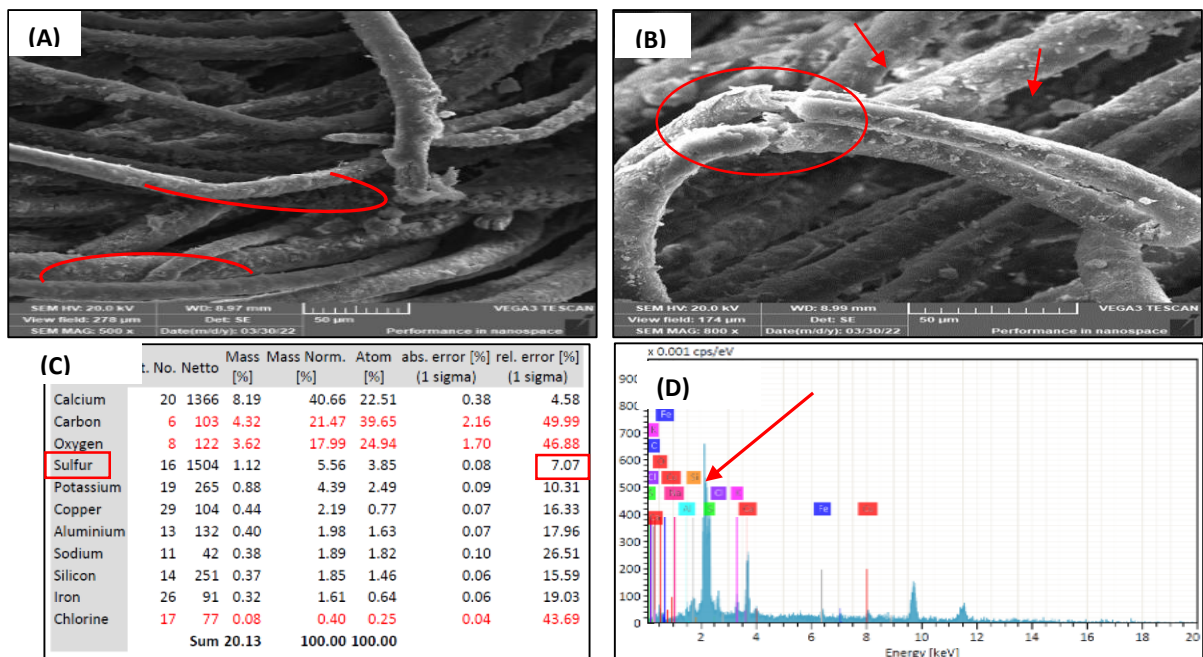 (A)
SEM HV: 20.0 kV WD: 8.97 mm VEGA3 TESCAN
View field: 278 µm Det: SE 50 µm
SEM MAG: 500 x Date(m/d/y): 03/30/22 Performance in nanospace
(B)
SEM HV: 20.0 kV WD: 8.99 mm VEGA3 TESCAN
View field: 174 µm Det: SE 50 µm
SEM MAG: 800 x Date(m/d/y): 03/30/22 Performance in nanospace
(C)
t. No. Netto Mass Mass Norm. Atom abs. error [%] rel. error [%]
[%] [%] [%] (1 sigma) (1 sigma)
Calcium 20 1366 8.19 40.66 22.51 0.38 4.58
Carbon 6 103 4.32 21.47 39.65 2.16 49.99
Oxygen 8 122 3.62 17.99 24.94 1.70 46.88
Sulfur 16 1504 1.12 5.56 3.85 0.08 7.07
Potassium 19 265 0.88 4.39 2.49 0.09 10.31
Copper 29 104 0.44 2.19 0.77 0.07 16.33
Aluminium 13 132 0.40 1.98 1.63 0.07 17.96
Sodium 11 42 0.38 1.89 1.82 0.10 26.51
Silicon 14 251 0.37 1.85 1.46 0.06 15.59
Iron 26 91 0.32 1.61 0.64 0.06 19.03
Chlorine 17 77 0.08 0.40 0.25 0.04 43.69
Sum 20.13 100.00 100.00
x 0.001 cps/eV
(D)
900
800
700
600
500
400
300
200
100
0
Fe
C
Cl
Fe
2 4 6 8 10 12 14 16 18 20
Energy [keV]